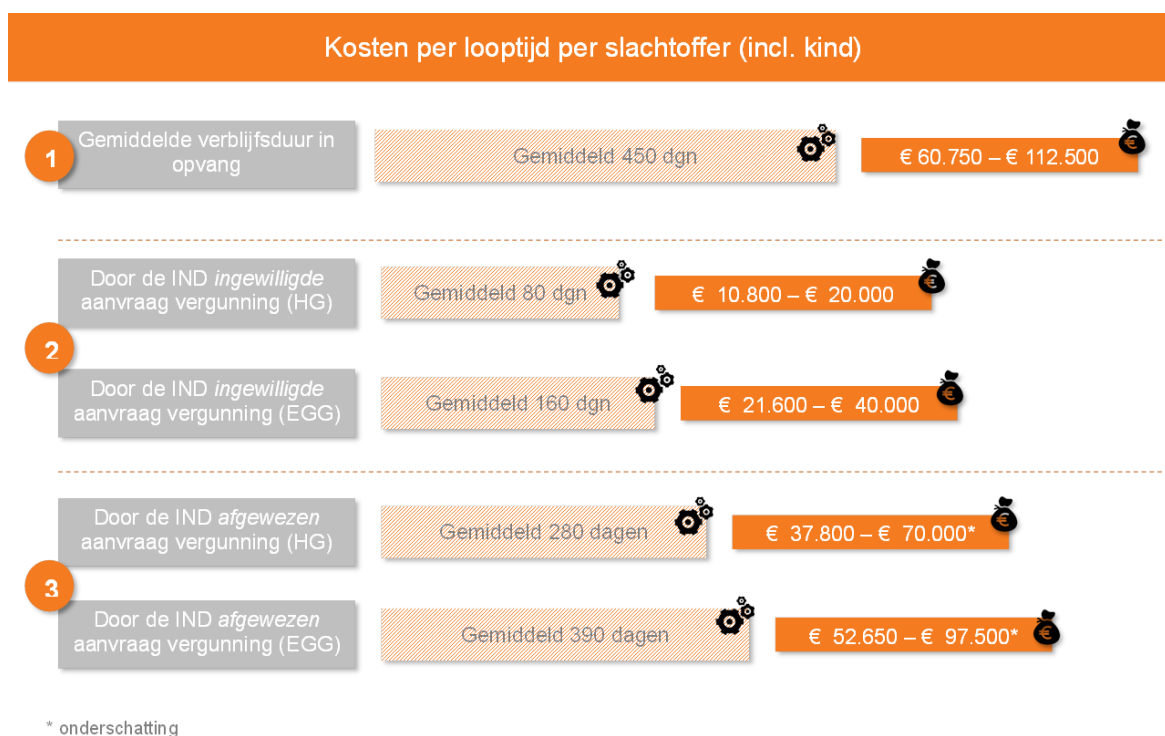 Kosten per looptijd per slachtoffer (incl. kind)
1
Gemiddelde verblijfsduur in
opvang
Gemiddeld 450 dgn
€ 60.750 – € 112.500
2
Door de IND ingewilligde
aanvraag vergunning (HG)
Gemiddeld 80 dgn
€ 10.800 – € 20.000
Door de IND ingewilligde
aanvraag vergunning (EGG)
Gemiddeld 160 dgn
€ 21.600 – € 40.000
3
Door de IND afgewezen
aanvraag vergunning (HG)
Gemiddeld 280 dagen
€ 37.800 – € 70.000*
Door de IND afgewezen
aanvraag vergunning (EGG)
Gemiddeld 390 dagen
€ 52.650 – € 97.500*
* onderschatting